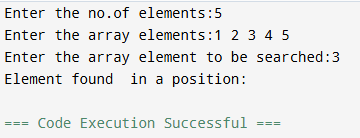 Enter the no.of elements:5
Enter the array elements:1 2 3 4 5
Enter the array element to be searched:3
Element found  in a position:
=== Code Execution Successful ===